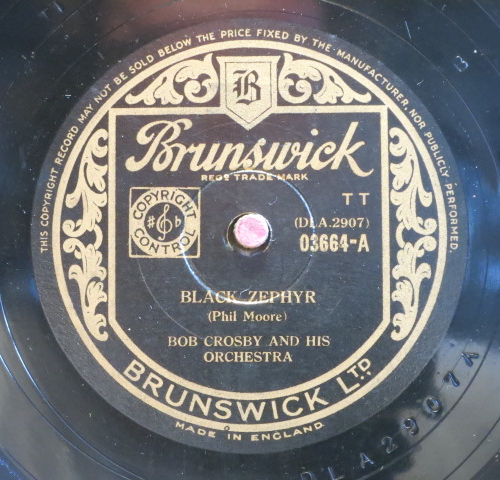 THIS COPYRIGHT RECORD MAY NOT BE SOLD BELOW THE PRICE FIXED BY THE MANUFACTURER, NOR PUBLICLY PERFORMED.
B
Brunswick
REGD TRADE MARK
COPYRIGHT
CONTROL
TT
(DLA.2907)
03664-A
BLACK ZEPHYR
(Phil Moore)
BOB CROSBY AND HIS
ORCHESTRA
BRUNSWICK LTD.
MADE IN ENGLAND
DLA2907A